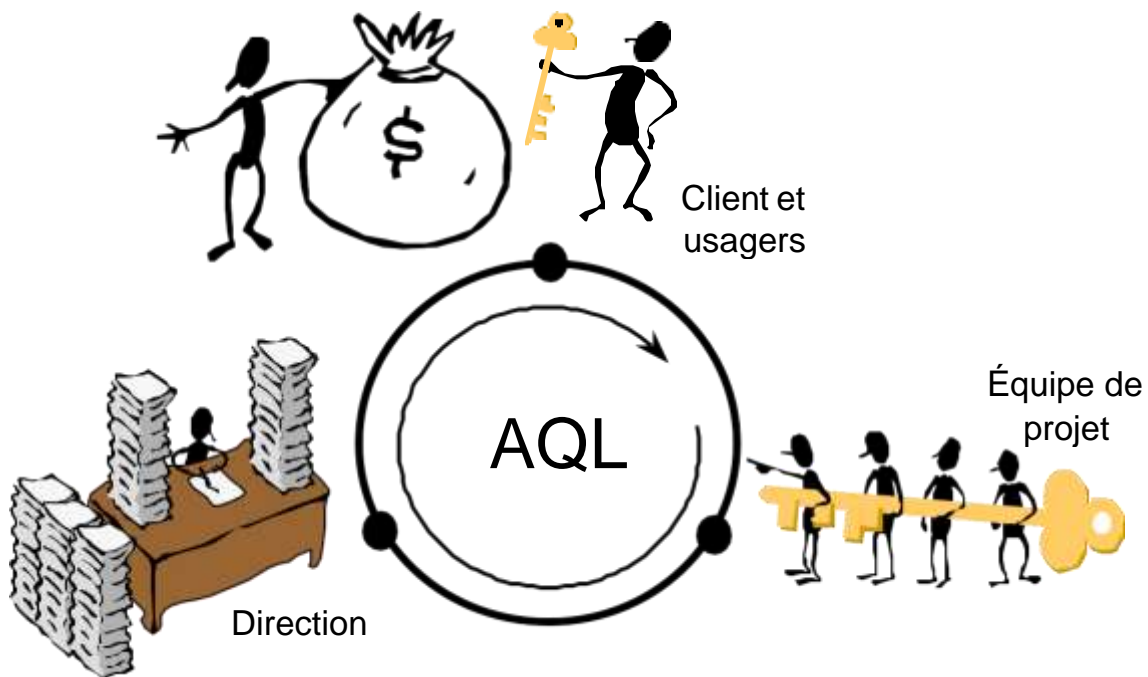 $
Client et
usagers
Équipe de
projet
AQL
Direction